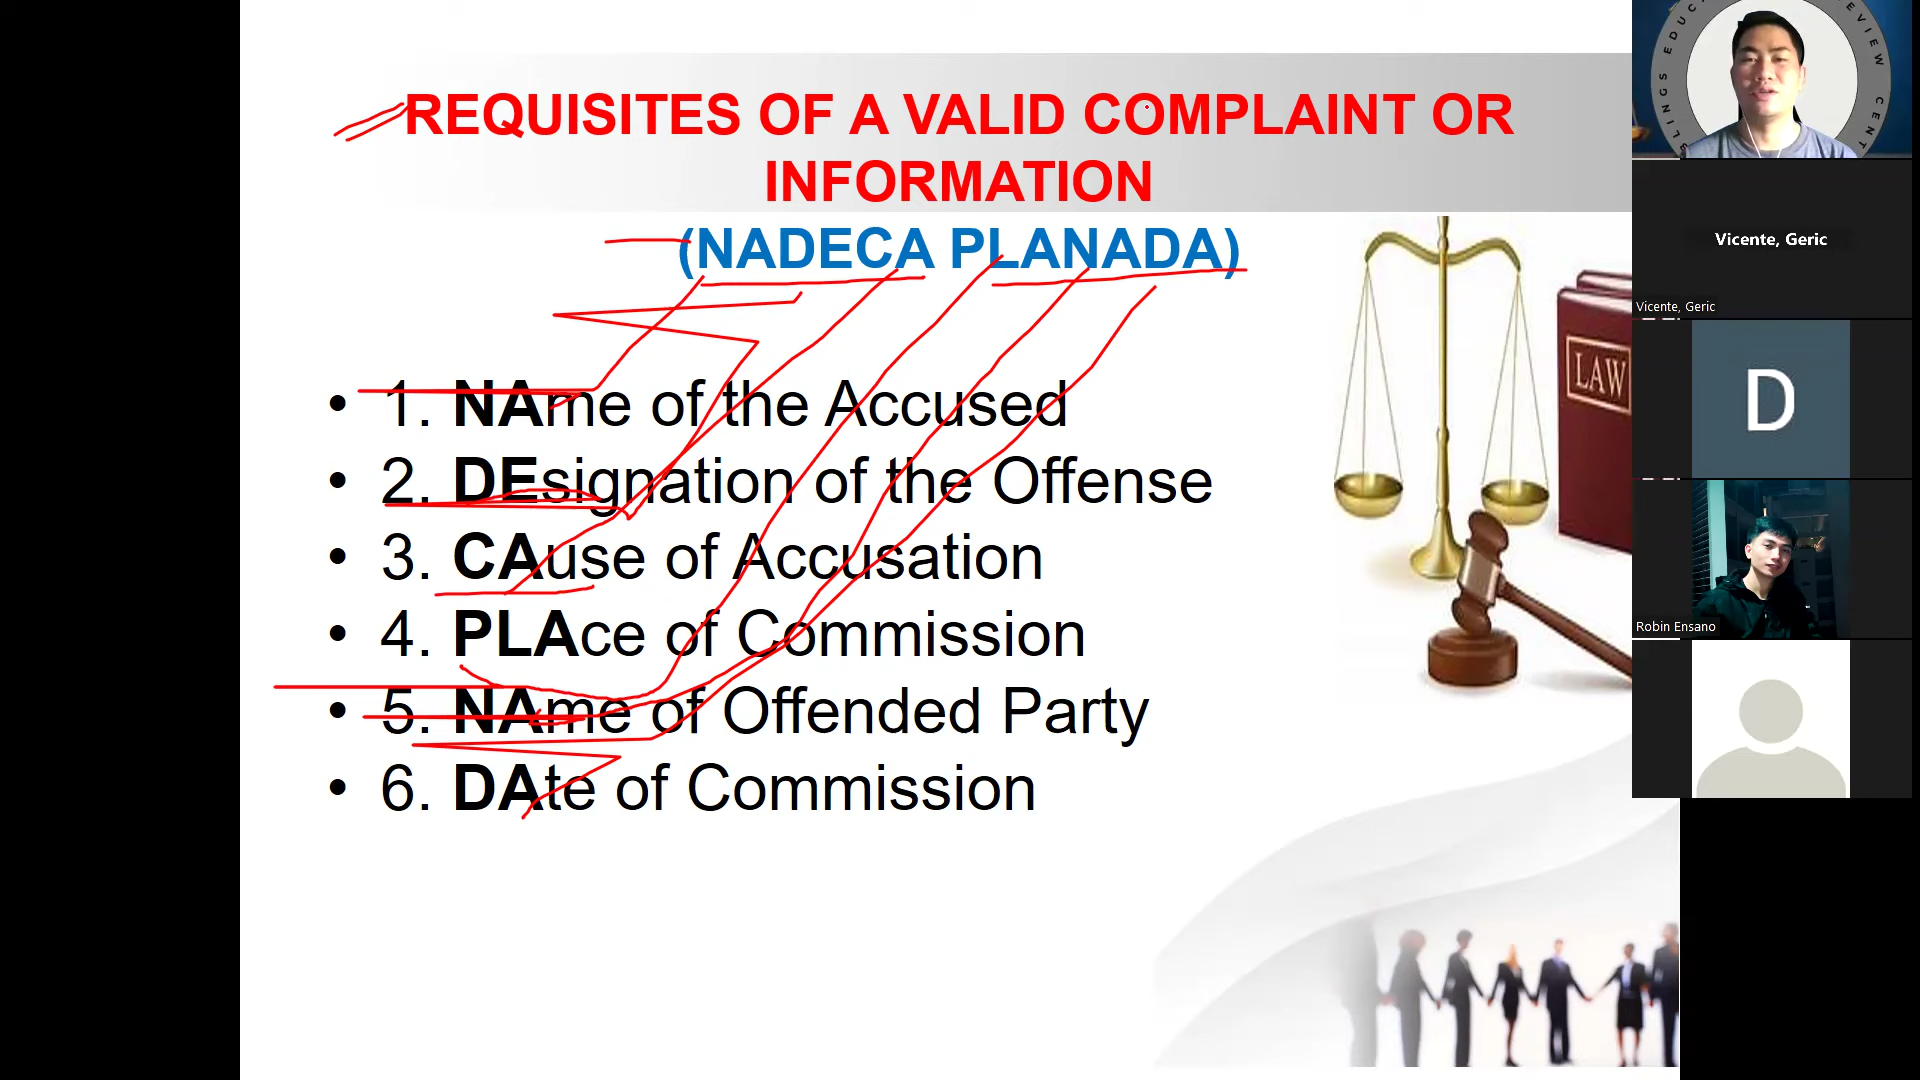 REQUISITES OF A VALID COMPLAINT OR
INFORMATION
(NADECA PLANADA)
• 1. NAme of the Accused
• 2. DEsignation of the Offense
• 3. CAuse of Accusation
• 4. PLAce of Commission
• 5. NAme of Offended Party
• 6. DAte of Commission
LAW
Vicente, Geric
Vicente, Geric
D
Robin Ensano